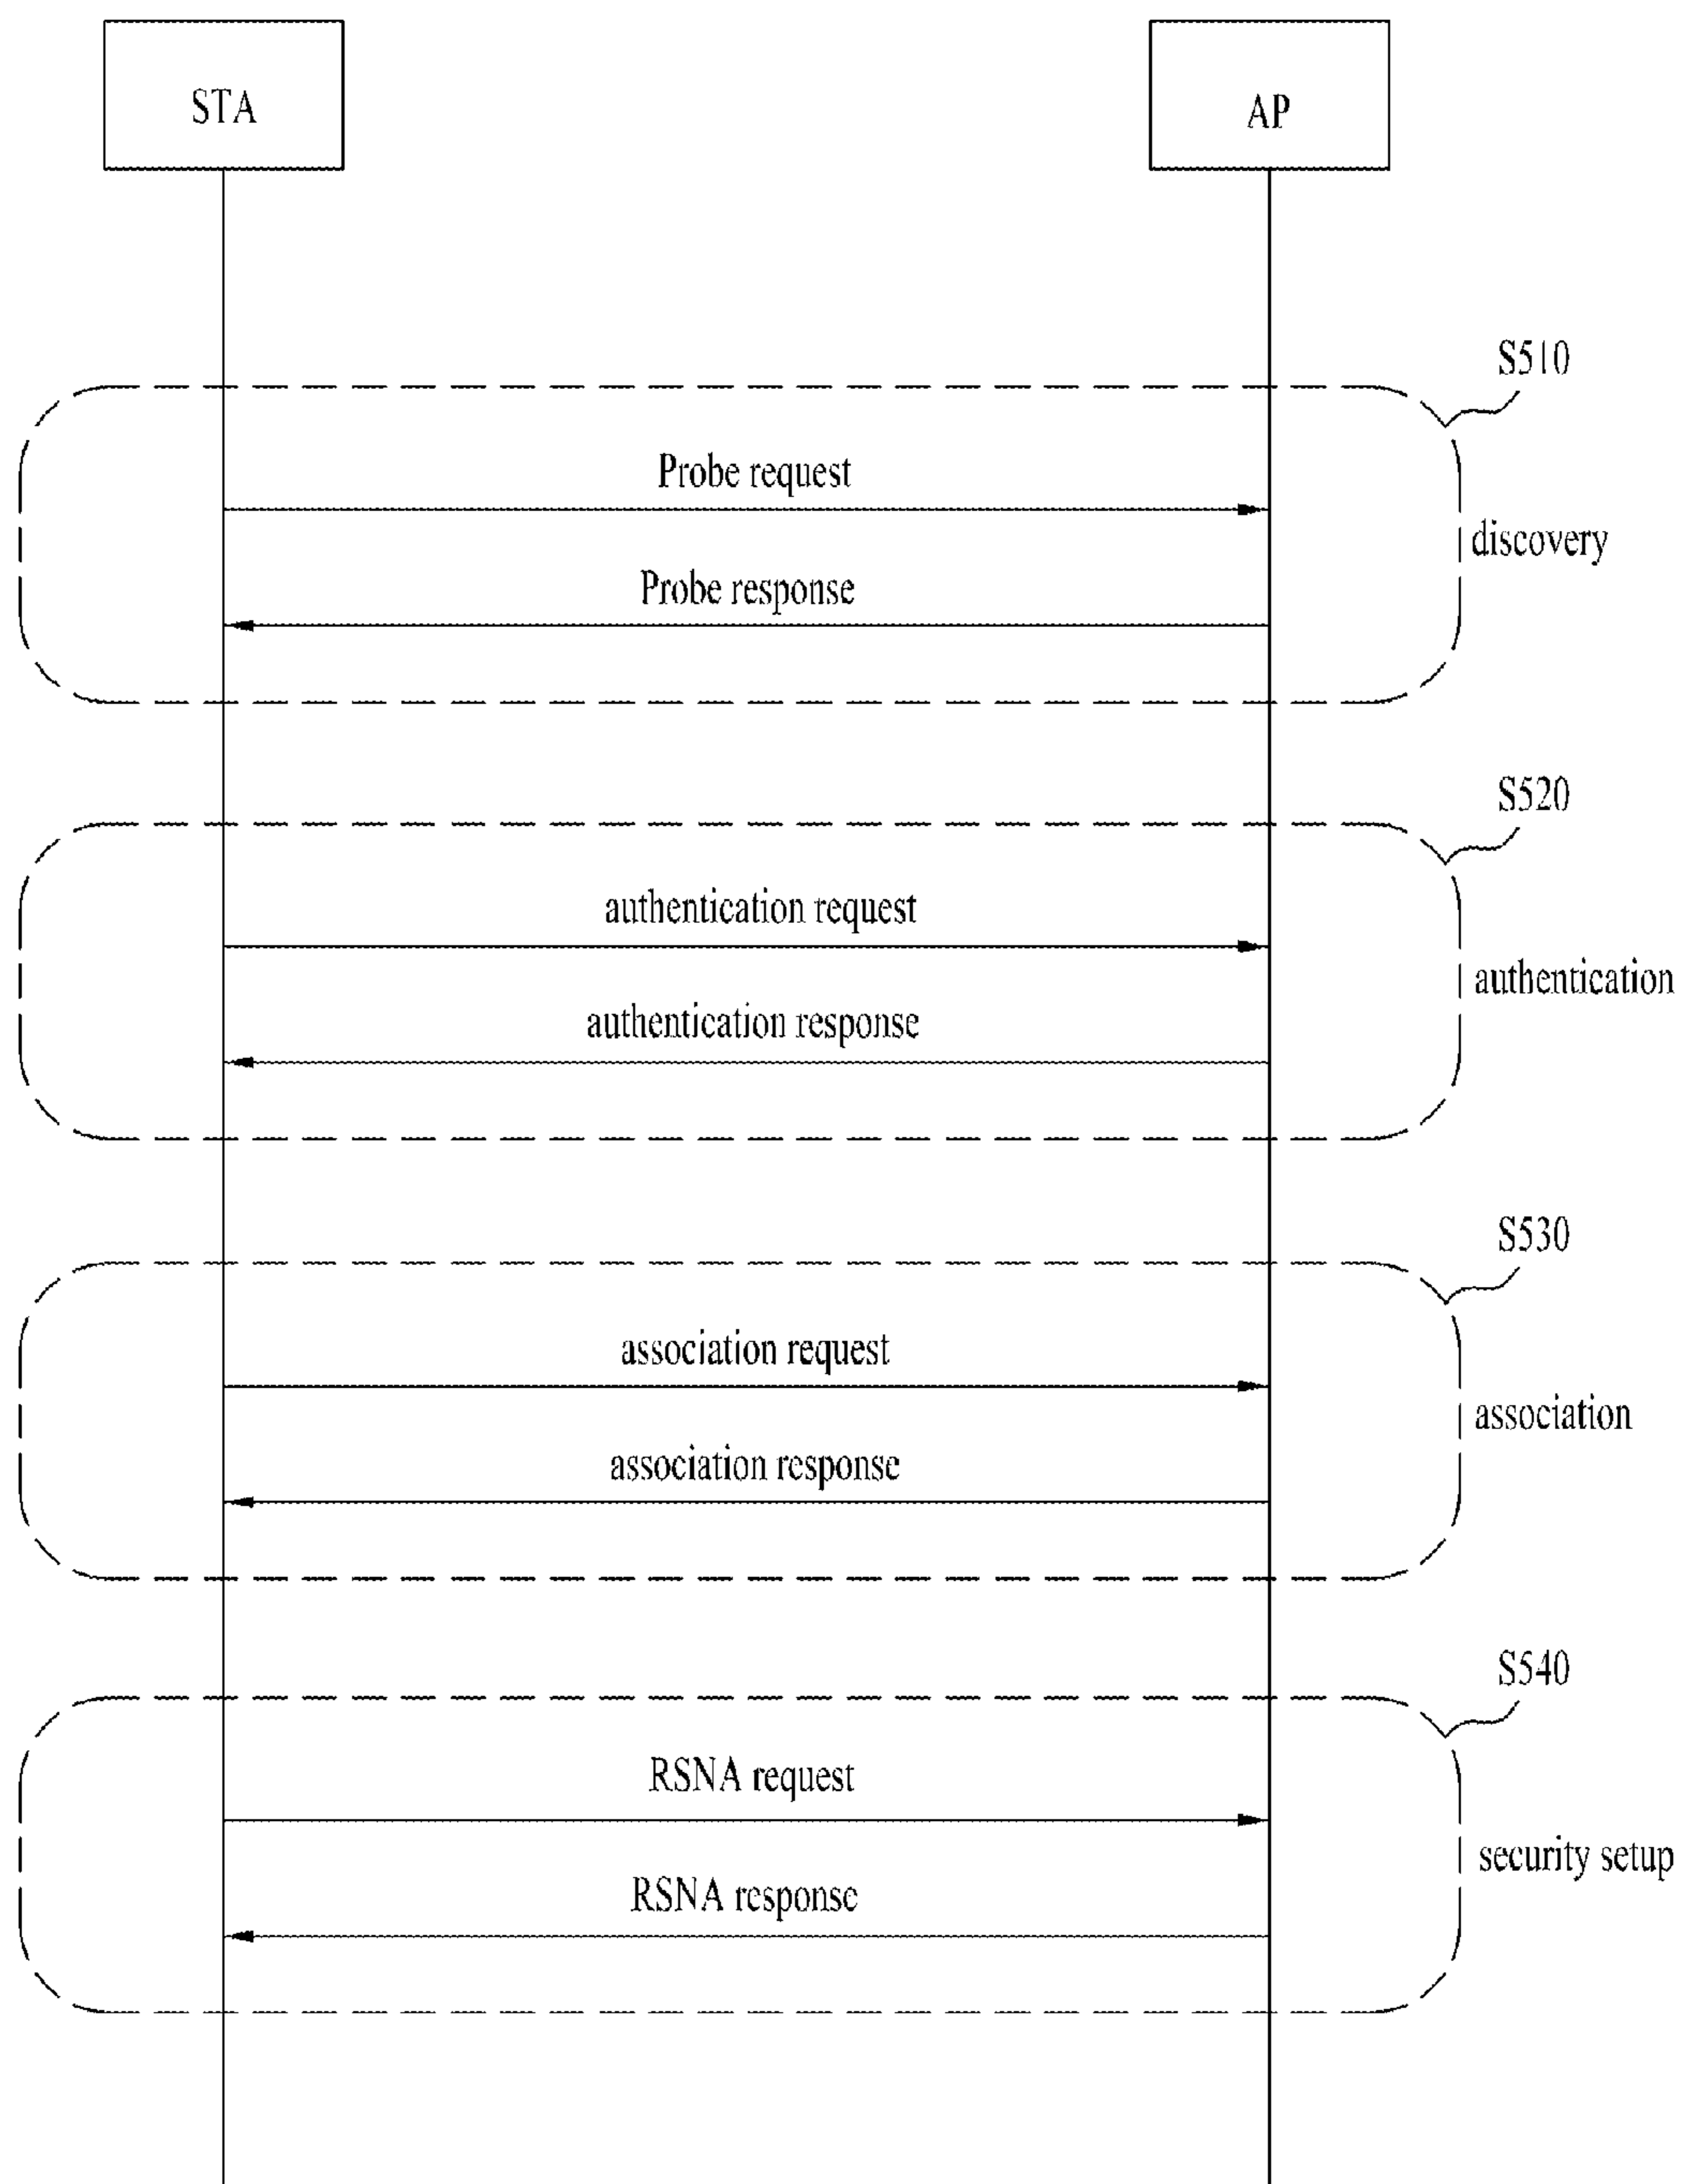 STA
AP
S510
Probe request
discovery
Probe response
S520
authentication request
authentication
authentication response
S530
association request
association
association response
S540
RSNA request
security setup
RSNA response